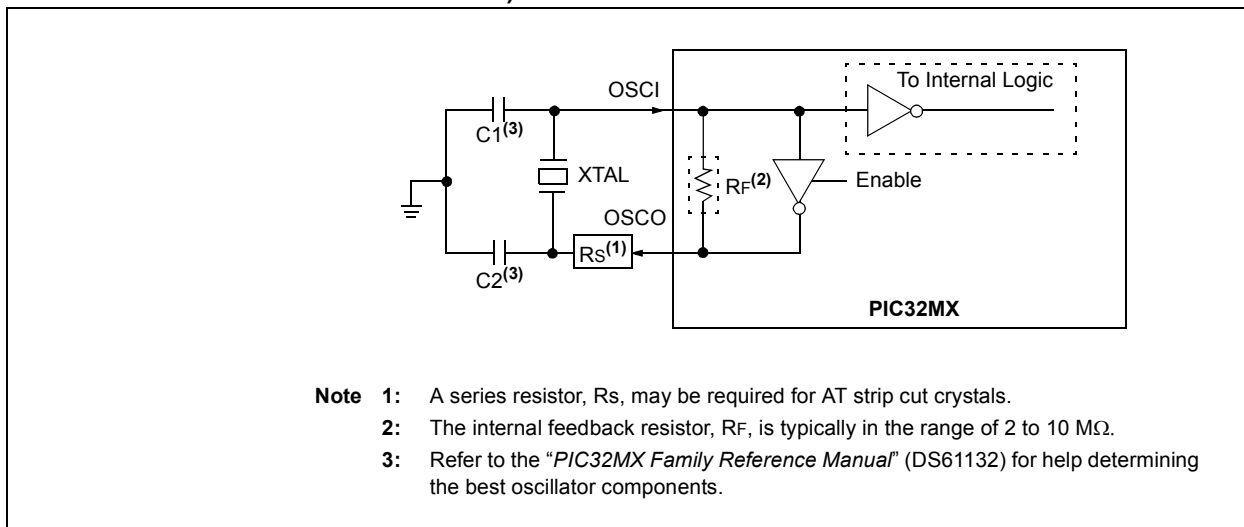 To Internal Logic
OSCI
C1(3)
XTAL
RF(2)
Enable
OSCO
RS(1)
C2(3)
PIC32MX
Note 1: A series resistor, Rs, may be required for AT strip cut crystals.
2: The internal feedback resistor, RF, is typically in the range of 2 to 10 MΩ.
3: Refer to the “PIC32MX Family Reference Manual” (DS61132) for help determining
the best oscillator components.